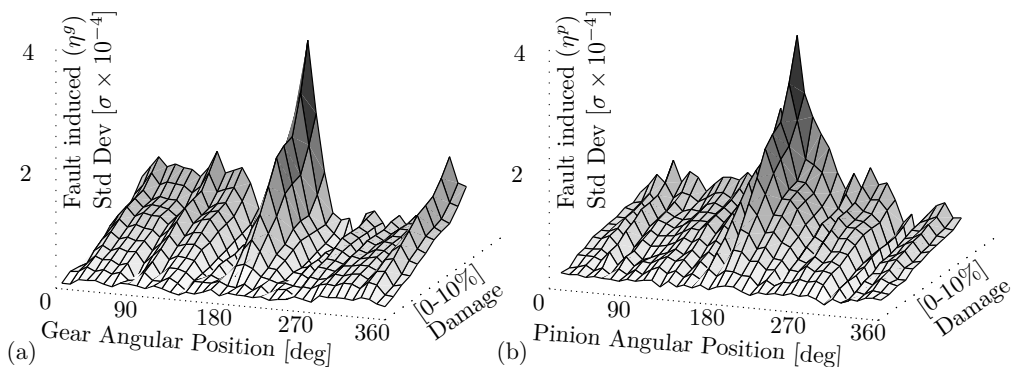 4
2
Fault induced (η^g)
Std Dev [σ × 10^-4]
0
90
180
270
360
[0-10%]
Damage
Gear Angular Position [deg]
(a)
4
2
Fault induced (η^p)
Std Dev [σ × 10^-4]
0
90
180
270
360
[0-10%]
Damage
Pinion Angular Position [deg]
(b)